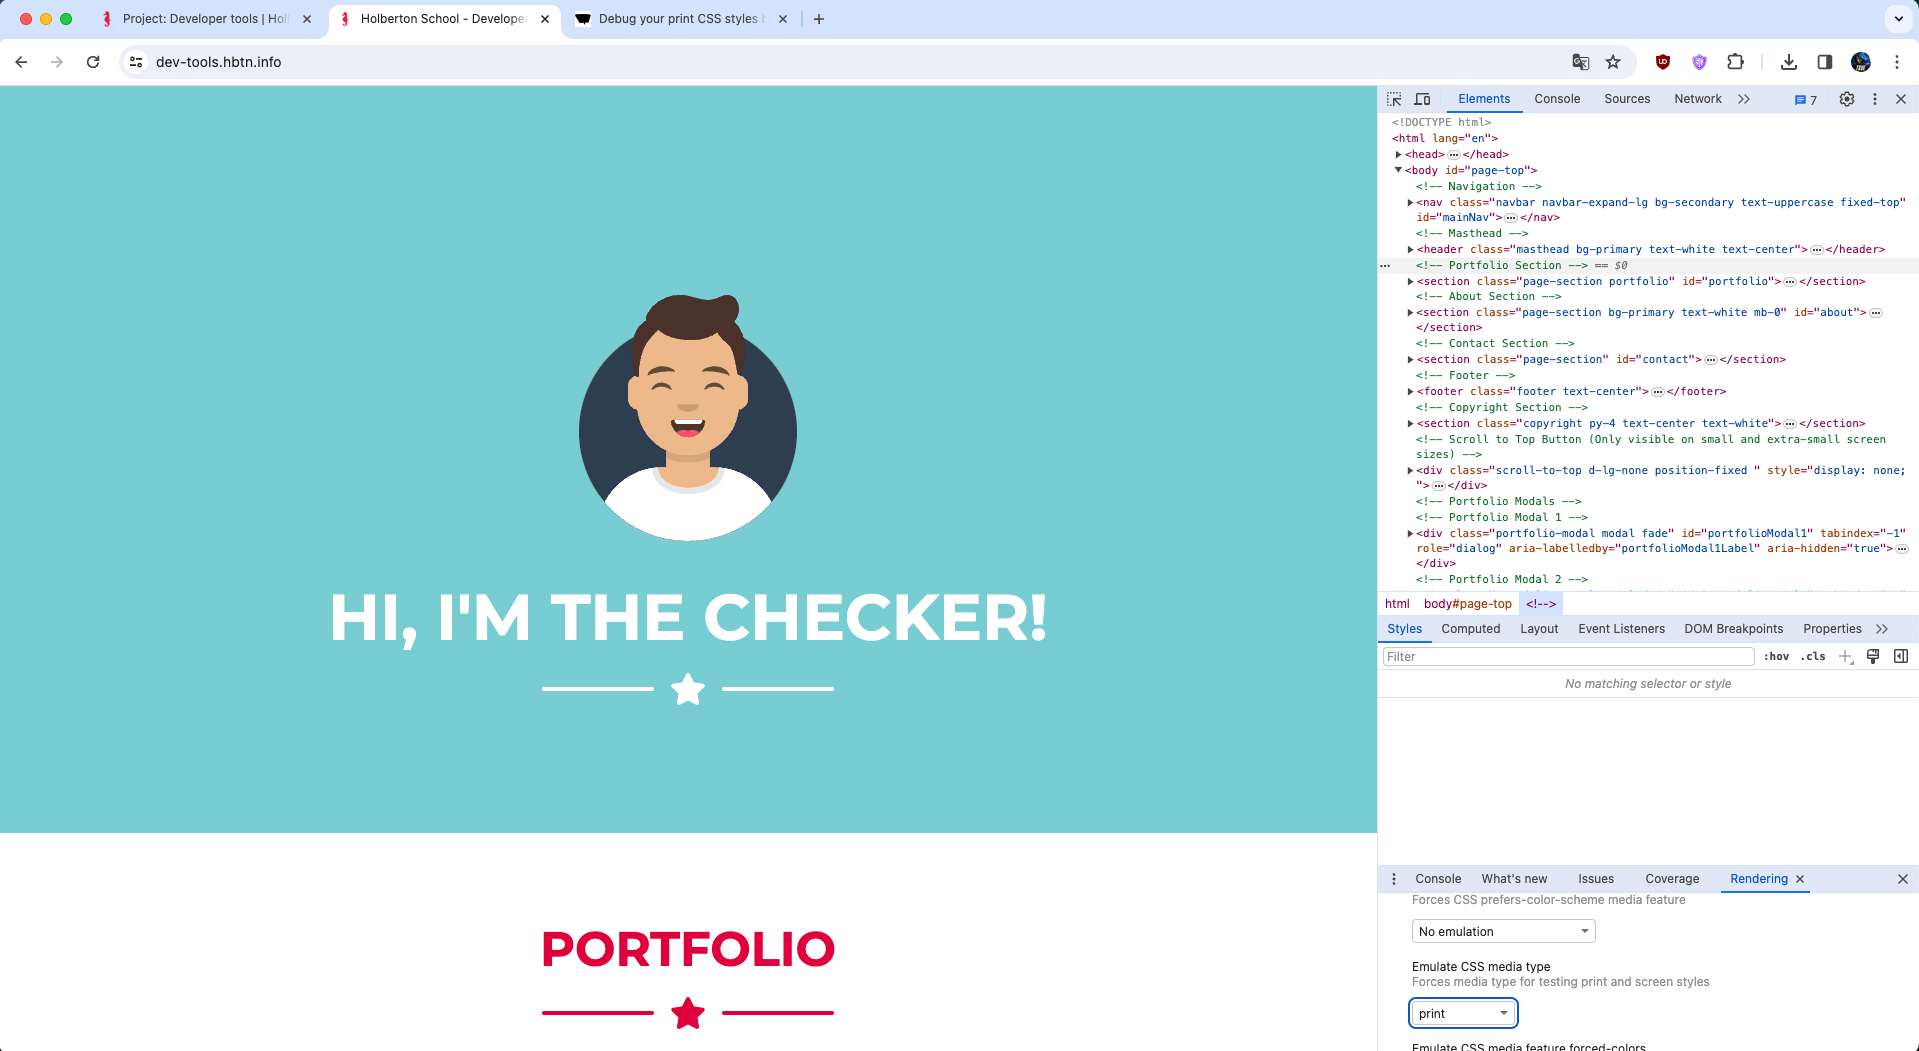 Project: Developer tools | Hol
Holberton School - Developer
Debug your print CSS styles b
dev-tools.hbtn.info
HI, I'M THE CHECKER!
PORTFOLIO
Elements Console Sources Network 7
<!DOCTYPE html>
<html lang="en">
<head>…</head>
<body id="page-top">
<!-- Navigation -->
<nav class="navbar navbar-expand-lg bg-secondary text-uppercase fixed-top"
id="mainNav">…</nav>
<!-- Masthead -->
<header class="masthead bg-primary text-white text-center">…</header>
… <!-- Portfolio Section --> == $0
<section class="page-section portfolio" id="portfolio">…</section>
<!-- About Section -->
<section class="page-section bg-primary text-white mb-0" id="about">…
</section>
<!-- Contact Section -->
<section class="page-section" id="contact">…</section>
<!-- Footer -->
<footer class="footer text-center">…</footer>
<!-- Copyright Section -->
<section class="copyright py-4 text-center text-white">…</section>
<!-- Scroll to Top Button (Only visible on small and extra-small screen
sizes) -->
<div class="scroll-to-top d-lg-none position-fixed " style="display: none;
">…</div>
<!-- Portfolio Modals -->
<!-- Portfolio Modal 1 -->
<div class="portfolio-modal modal fade" id="portfolioModal1" tabindex="-1"
role="dialog" aria-labelledby="portfolioModal1Label" aria-hidden="true">…
</div>
<!-- Portfolio Modal 2 -->
html body#page-top <!-->
Styles Computed Layout Event Listeners DOM Breakpoints Properties
Filter :hov .cls
No matching selector or style
Console What's new Issues Coverage Rendering
Forces CSS prefers-color-scheme media feature
No emulation
Emulate CSS media type
Forces media type for testing print and screen styles
print
Emulate CSS media feature forced-colors